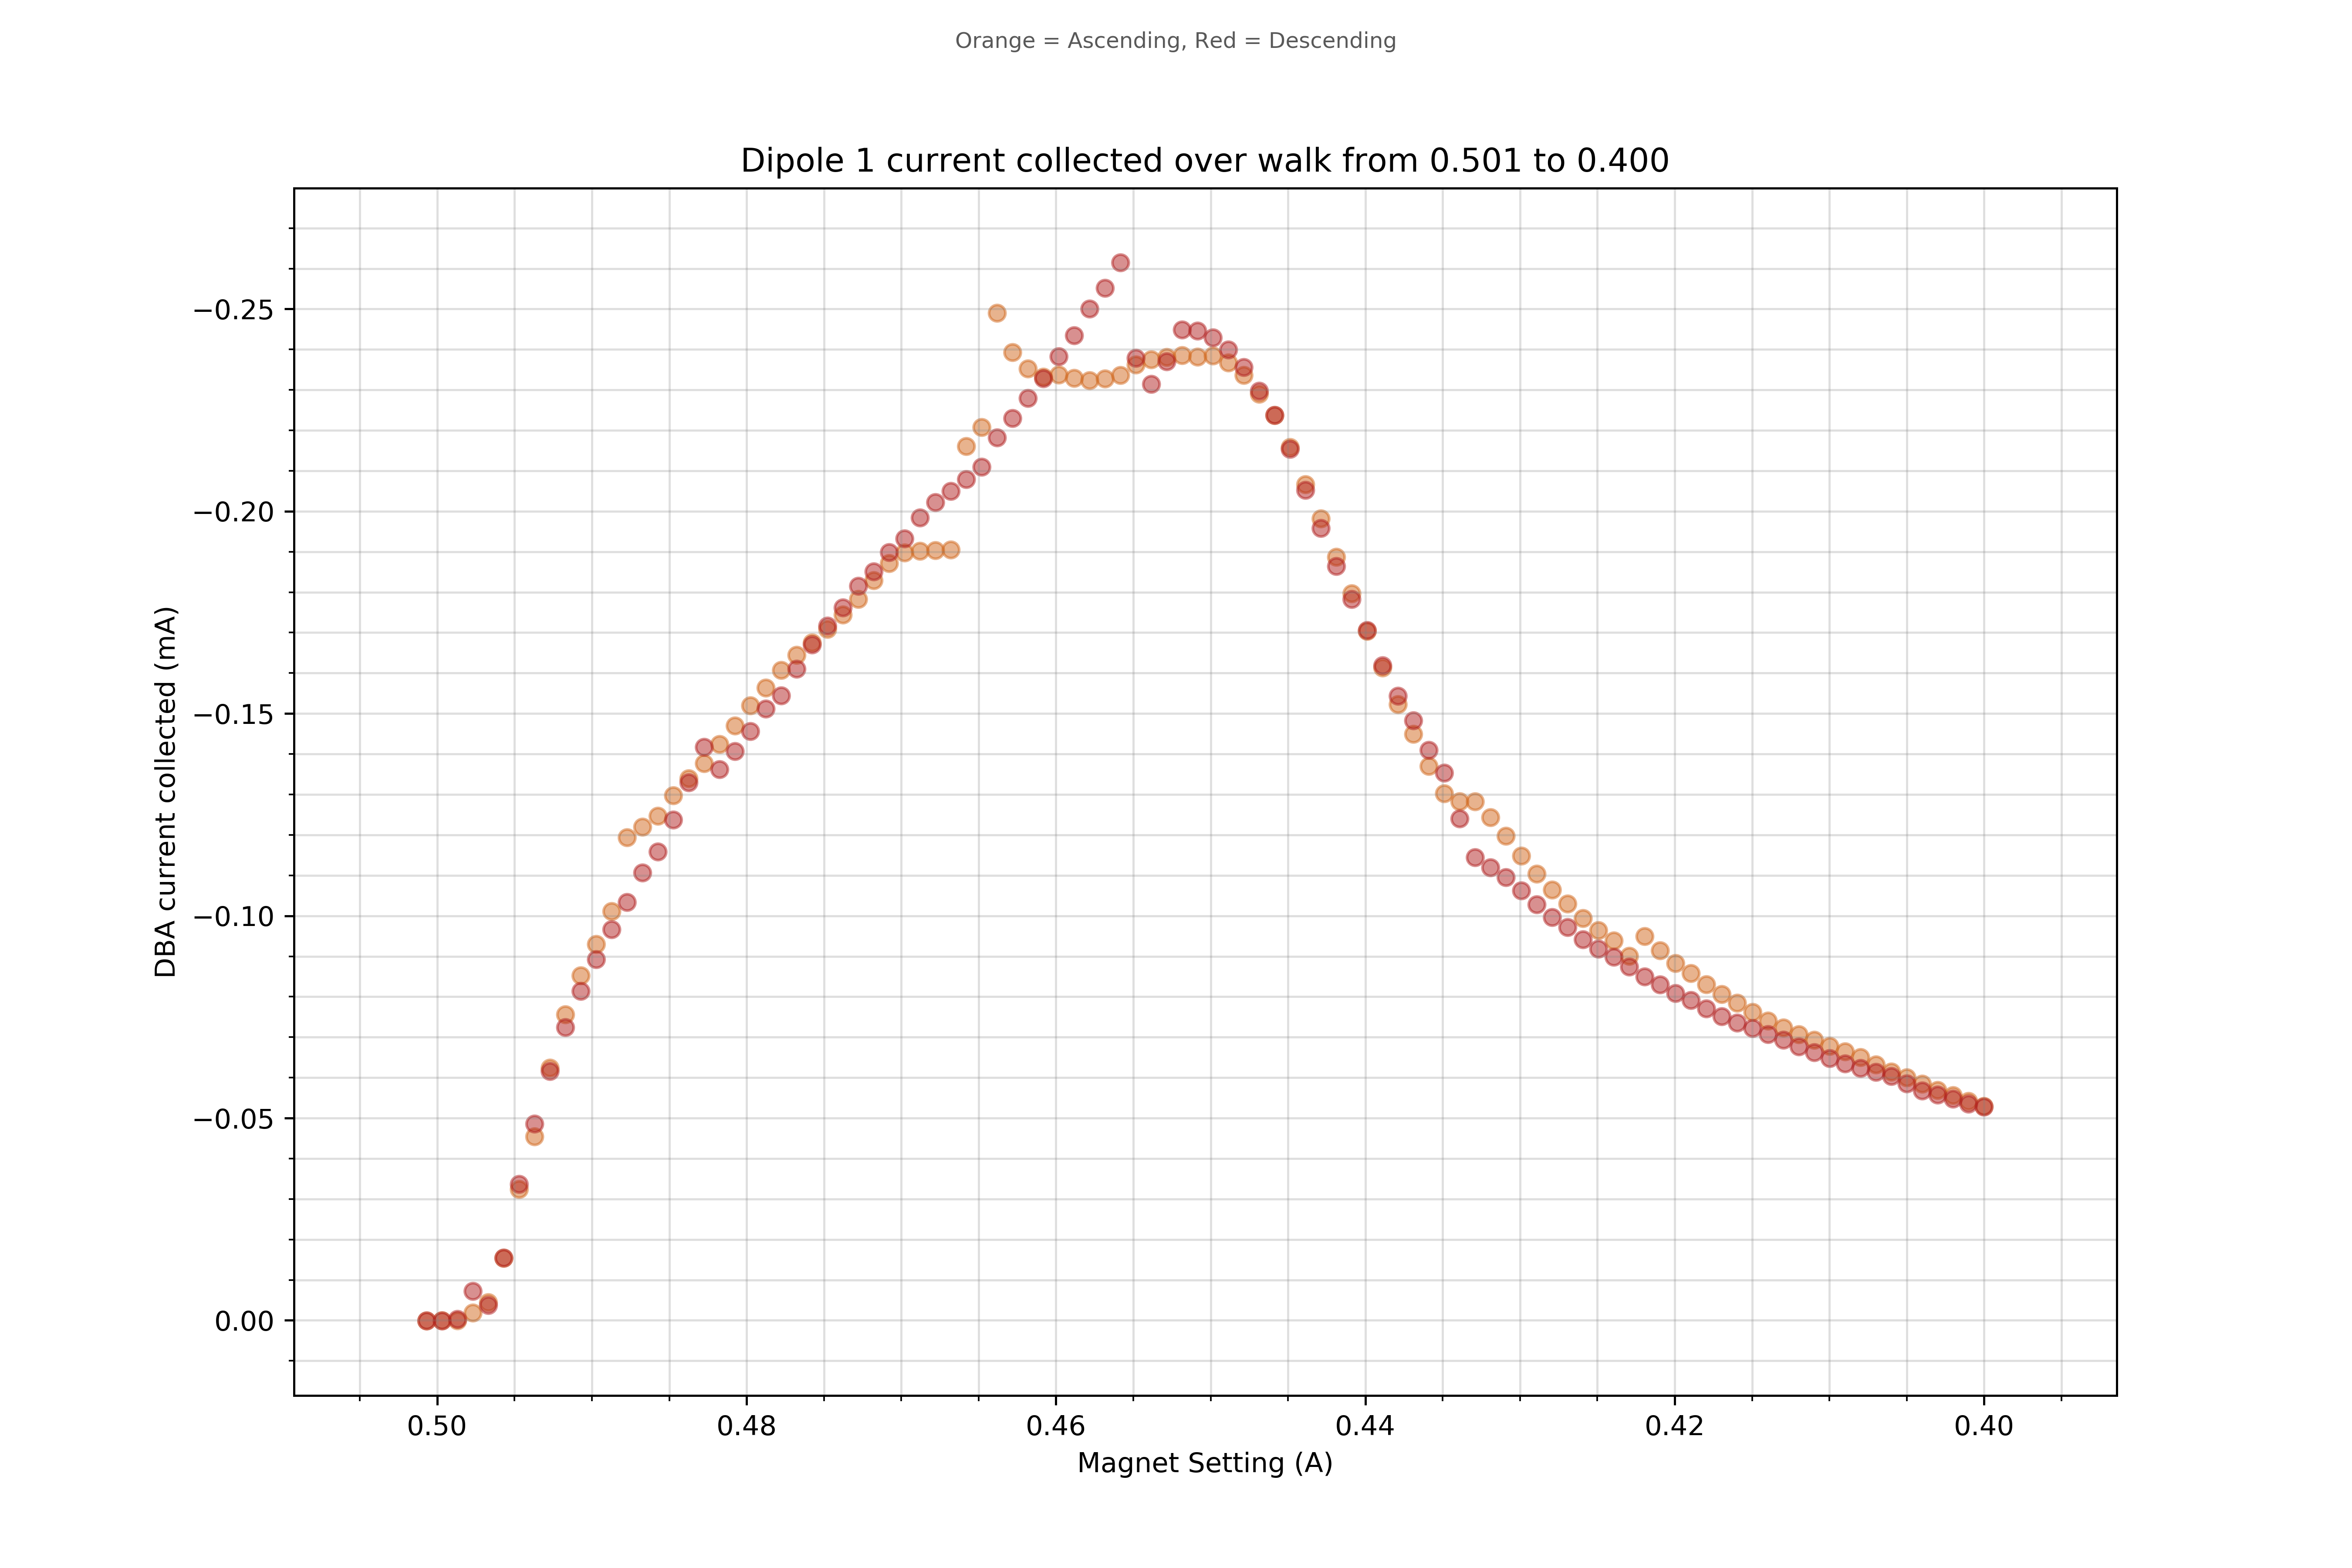 Orange = Ascending, Red = Descending
Dipole 1 current collected over walk from 0.501 to 0.400
DBA current collected (mA)
−0.25
−0.20
−0.15
−0.10
−0.05
0.00
0.50 0.48 0.46 0.44 0.42 0.40
Magnet Setting (A)